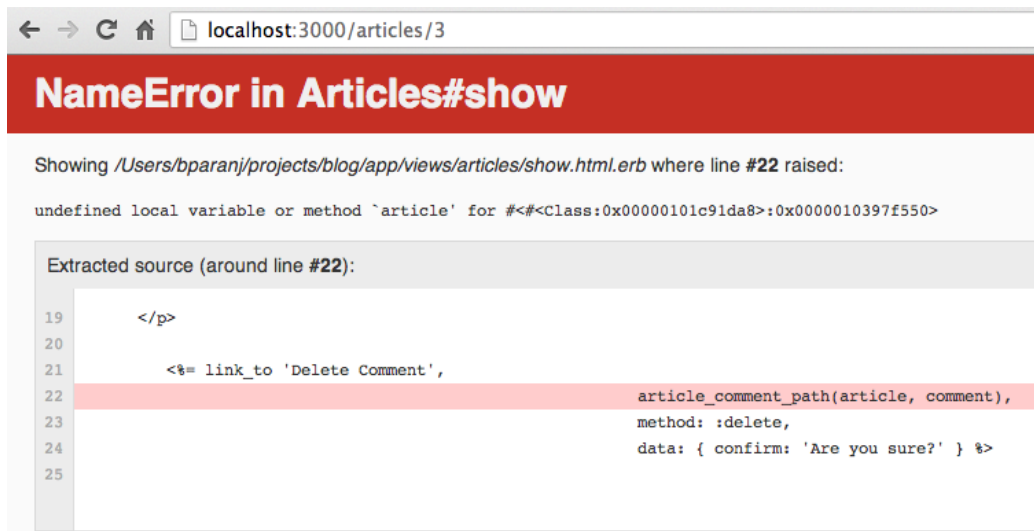 localhost:3000/articles/3
NameError in Articles#show
Showing /Users/bparanj/projects/blog/app/views/articles/show.html.erb where line #22 raised:
undefined local variable or method `article' for #<#<Class:0x00000101c91da8>:0x0000010397f550>
Extracted source (around line #22):
19 </p>
20
21 <%= link_to 'Delete Comment',
22 article_comment_path(article, comment),
23 method: :delete,
24 data: { confirm: 'Are you sure?' } %>
25